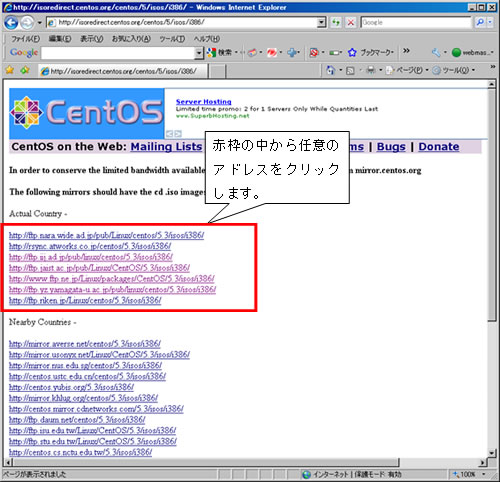 http://isoredirect.centos.org/centos/5/isos/i386/ - Windows Internet Explorer
http://isoredirect.centos.org/centos/5/isos/i386/
Google
ファイル(F) 編集(E) 表示(V) お気に入り(A) ツール(T) ヘルプ(H)
Google 検索 ブックマーク webmas
http://isoredirect.centos.org/centos/5/isos/i386/
ページ(P) ツール(O)
CentOS
Server Hosting
Limited time promo: 2 for 1 Servers Only While Quantities Last
www.SuperbHosting.net
CentOS on the Web: Mailing Lists ms | Bugs | Donate
赤枠の中から任意の
アドレスをクリック
します。
In order to conserve the limited bandwidth available n mirror.centos.org
The following mirrors should have the cd .iso images
Actual Country -
http://ftp.nara.wide.ad.jp/pub/Linux/centos/5.3/isos/i386/
http://rsync.atworks.co.jp/centos/5.3/isos/i386/
http://ftp.iij.ad.jp/pub/linux/centos/5.3/isos/i386/
http://ftp.jaist.ac.jp/pub/Linux/CentOS/5.3/isos/i386/
http://www.ftp.ne.jp/Linux/packages/CentOS/5.3/isos/i386/
http://ftp.yz.yamagata-u.ac.jp/pub/linux/centos/5.3/isos/i386/
http://ftp.riken.jp/Linux/centos/5.3/isos/i386/
Nearby Countries -
http://mirror.averse.net/centos/5.3/isos/i386/
http://mirror.usonyx.net/Linux/CentOS/5.3/isos/i386/
http://mirror.nus.edu.sg/centos/5.3/isos/i386/
http://centos.ustc.edu.cn/centos/5.3/isos/i386/
http://centos.yubis.org/5.3/isos/i386/
http://mirror.khlug.org/centos/5.3/isos/i386/
http://centos.mirror.cdnetworks.com/5.3/isos/i386/
http://ftp.daum.net/centos/5.3/isos/i386/
http://ftp.isu.edu.tw/Linux/CentOS/5.3/isos/i386/
http://ftp.stu.edu.tw/Linux/CentOS/5.3/isos/i386/
http://centos.cs.nctu.edu.tw/5.3/isos/i386/
ページが表示されました インターネット | 保護モード: 有効 100%